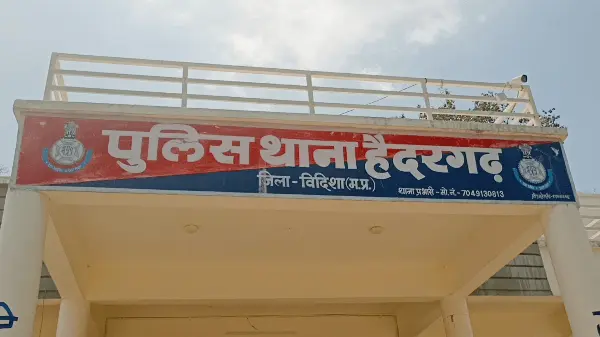 पुलिस थाना हैदरगढ़
जिला - विदिशा (म.प्र.)
थाना प्रभारी - मो. नं.- 7049130813